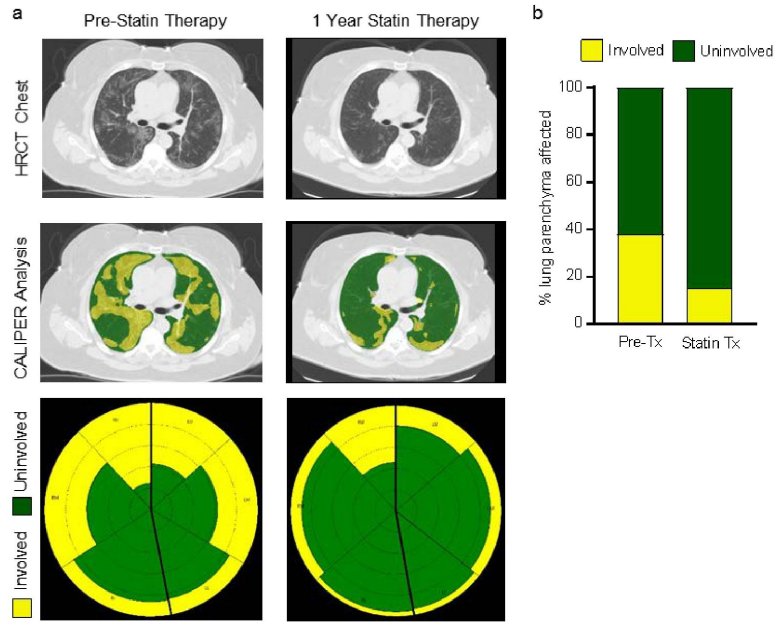 a
Pre-Statin Therapy
1 Year Statin Therapy
HRCT Chest
CALIPER Analysis
Uninvolved
Involved
b
Involved
Uninvolved
% lung parenchyma affected
100
80
60
40
20
0
Pre-Tx
Statin Tx